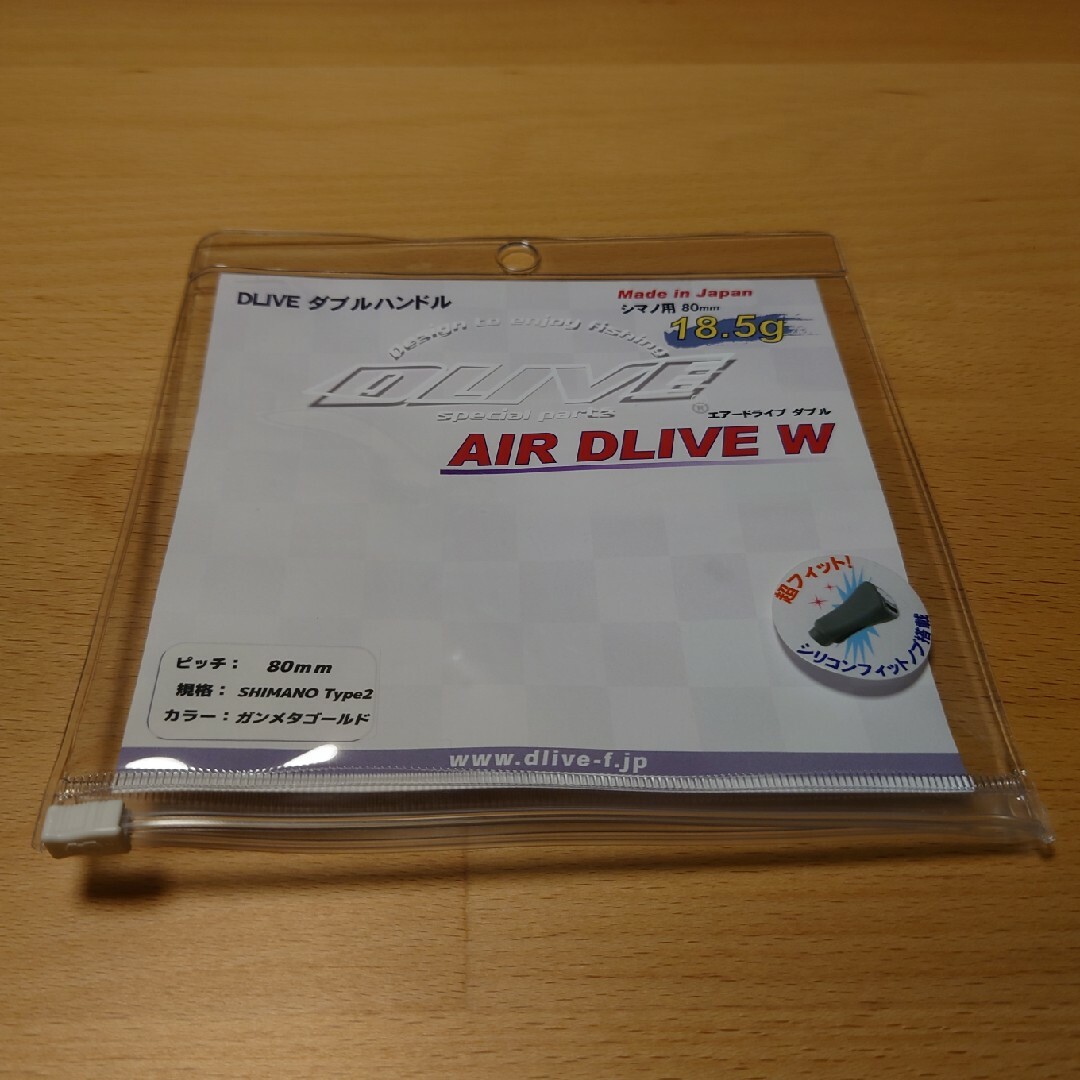 DLIVE ダブルハンドル
Made in Japan
シマノ用 80mm
18.5g
Design to enjoy fishing
DLIVE®
special parts
エアードライブ ダブル
AIR DLIVE W
超フィット!
シリコンフィットノブ搭載
ピッチ： 80mm
規格： SHIMANO Type2
カラー：ガンメタゴールド
www.dlive-f.jp